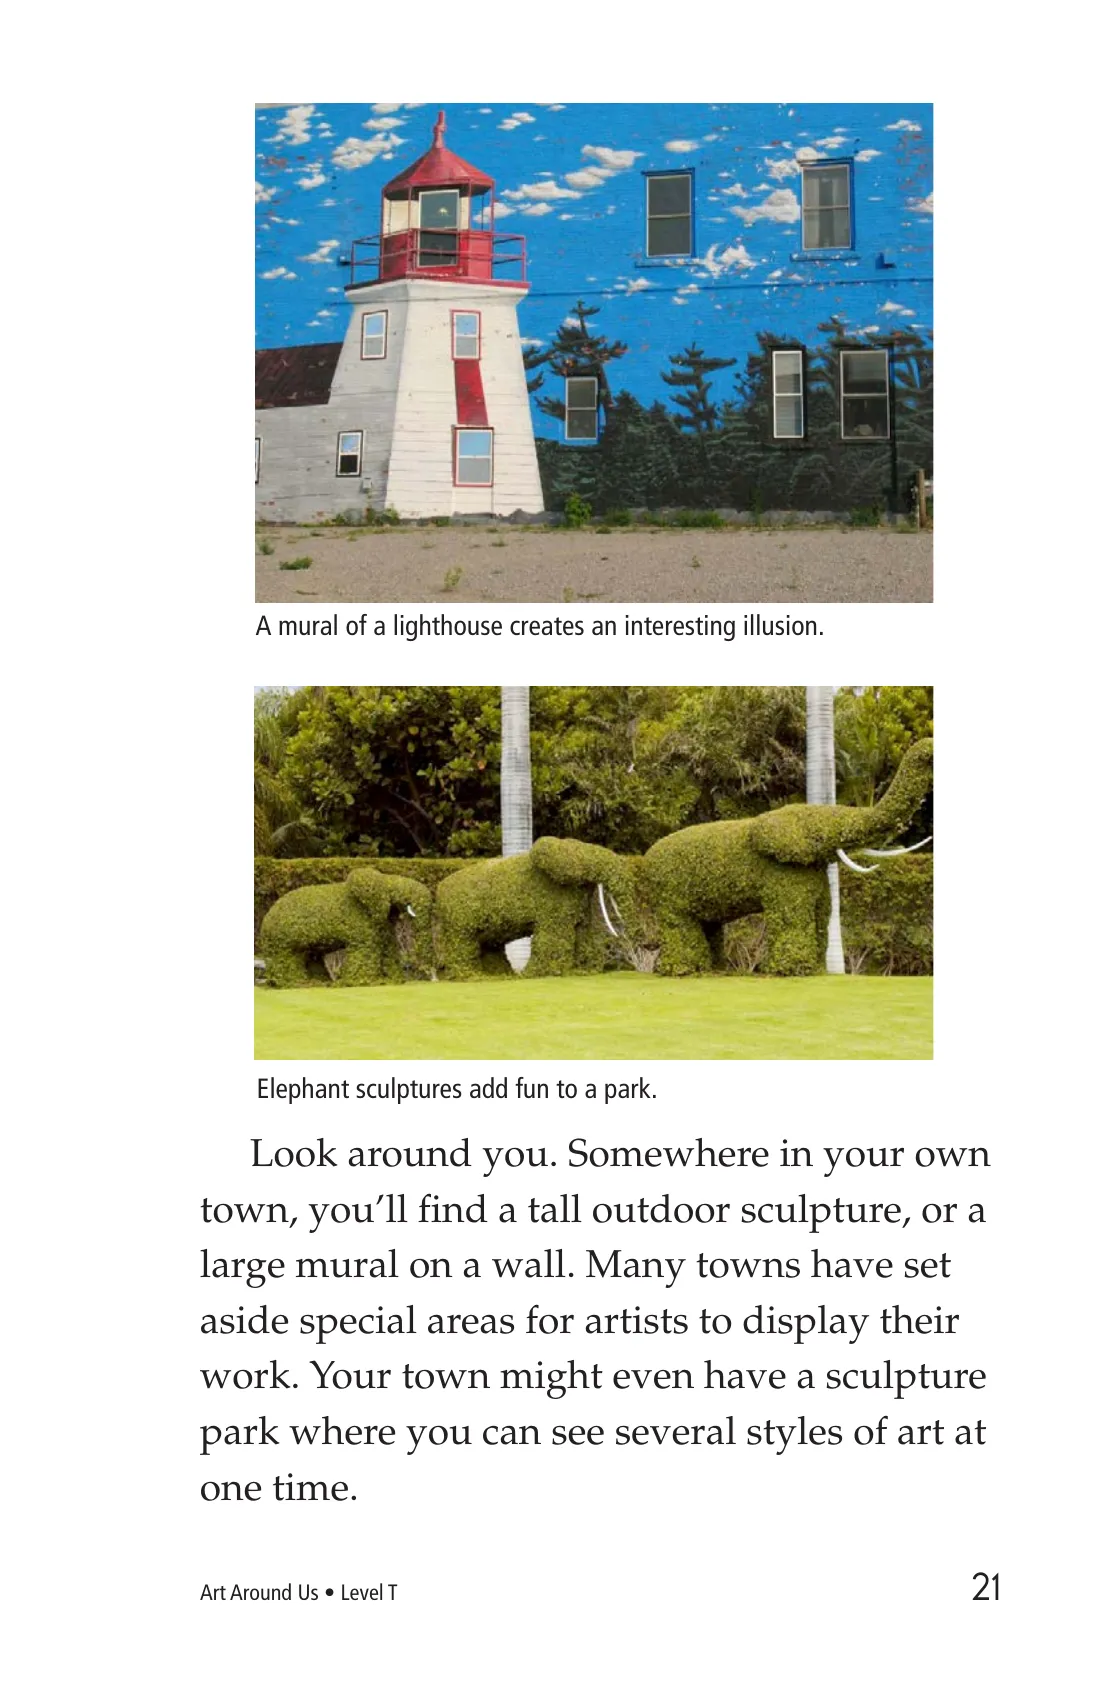 A mural of a lighthouse creates an interesting illusion.
Elephant sculptures add fun to a park.
Look around you. Somewhere in your own
town, you’ll find a tall outdoor sculpture, or a
large mural on a wall. Many towns have set
aside special areas for artists to display their
work. Your town might even have a sculpture
park where you can see several styles of art at
one time.
Art Around Us • Level T
21